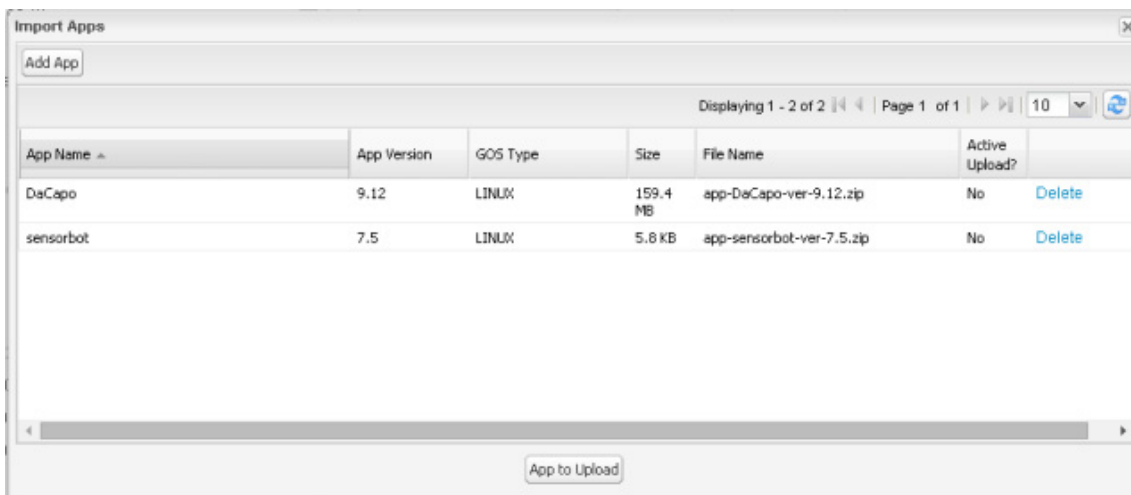 Import Apps
Add App
Displaying 1 - 2 of 2 Page 1 of 1 10
App Name App Version GOS Type Size File Name Active Upload?
DaCapo 9.12 LINUX 159.4 MB app-DaCapo-ver-9.12.zip No Delete
sensorbot 7.5 LINUX 5.8 KB app-sensorbot-ver-7.5.zip No Delete
App to Upload